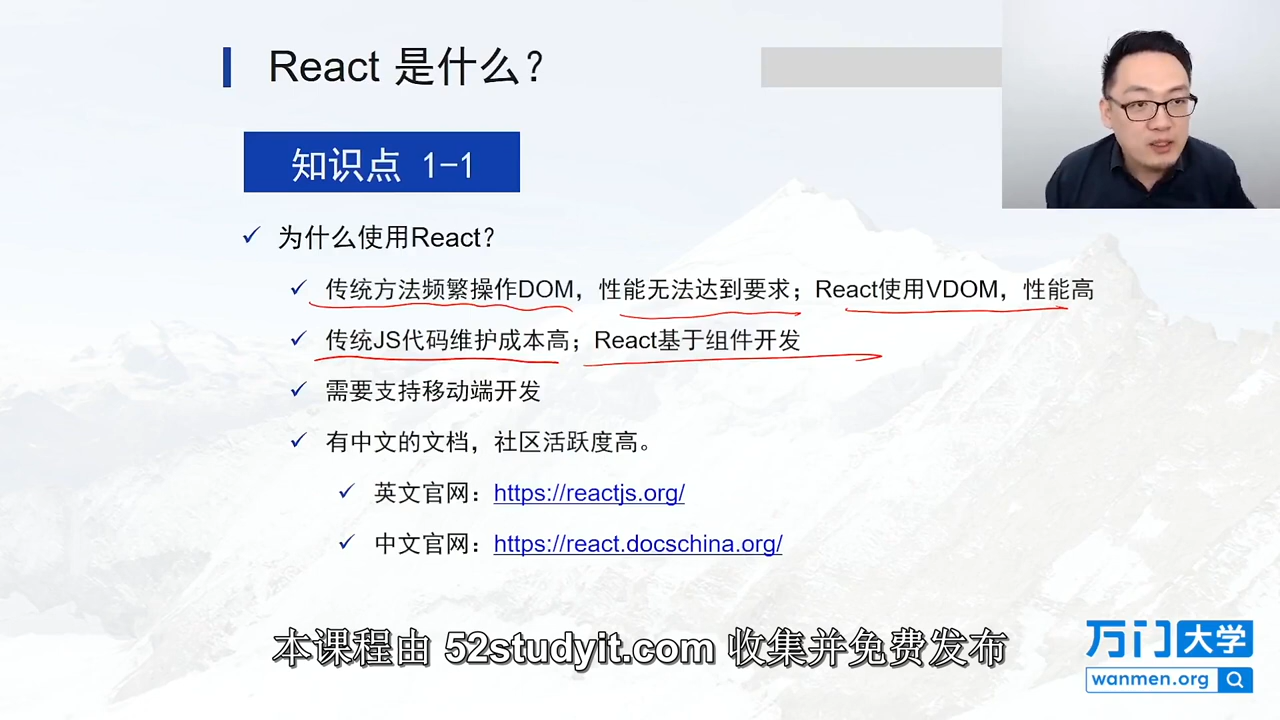 React 是什么？
知识点 1-1
为什么使用React？
传统方法频繁操作DOM，性能无法达到要求；React使用VDOM，性能高
传统JS代码维护成本高；React基于组件开发
需要支持移动端开发
有中文的文档，社区活跃度高。
英文官网：https://reactjs.org/
中文官网：https://react.docschina.org/
本课程由 52studyit.com 收集并免费发布
万门大学
wanmen.org